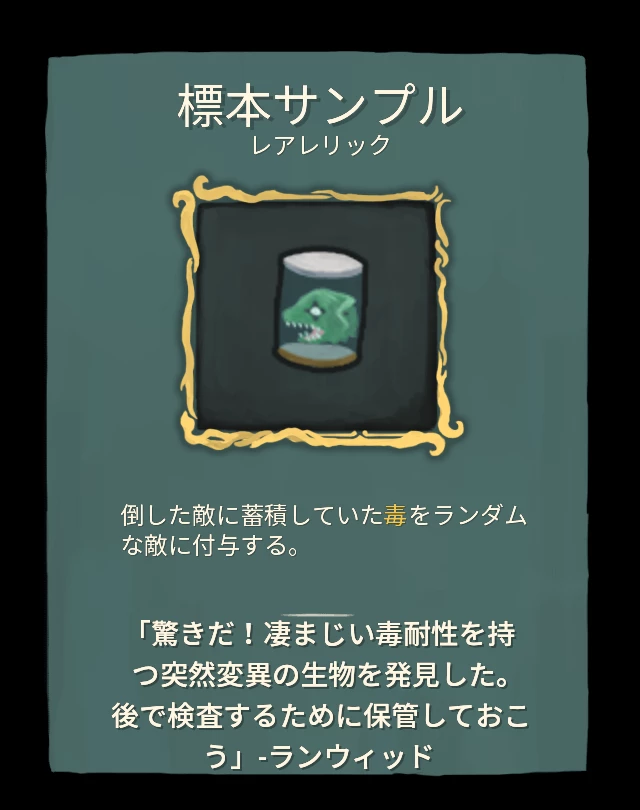 標本サンプル
レアレリック
倒した敵に蓄積していた毒をランダム
な敵に付与する。
「驚きだ！凄まじい毒耐性を持
つ突然変異の生物を発見した。
後で検査するために保管しておこ
う」-ランウィッド